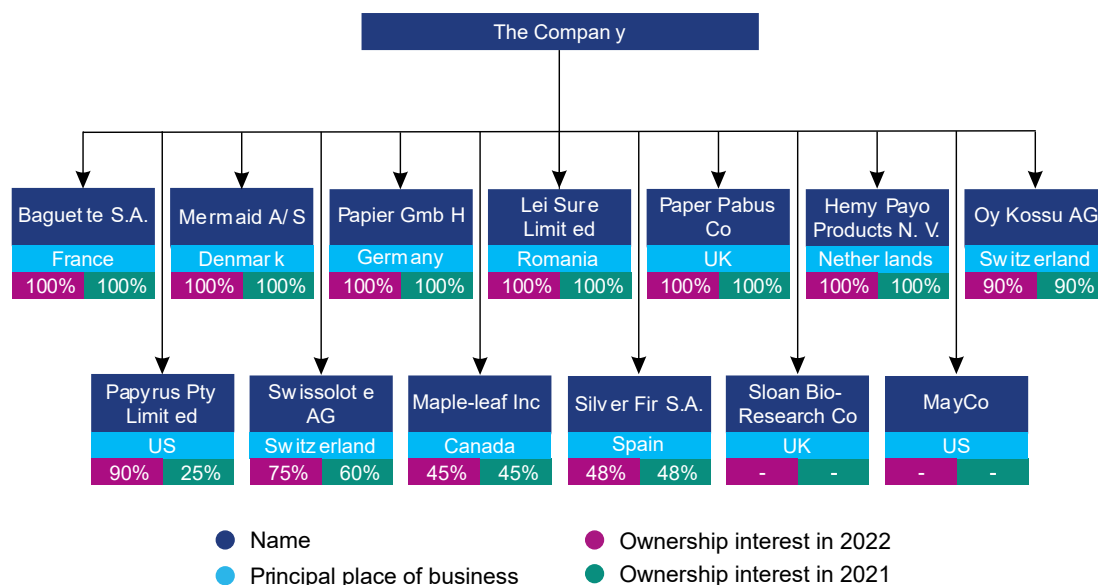 The Company
Baguette S.A.
France
100% 100%
Mermaid A/S
Denmark
100% 100%
Papier GmbH
Germany
100% 100%
Lei Sure
Limited
Romania
100% 100%
Paper Pabus
Co
UK
100% 100%
Hemy Payo
Products N.V.
Netherlands
100% 100%
Oy Kossu AG
Switzerland
90% 90%
Papyrus Pty
Limited
US
90% 25%
Swissolote
AG
Switzerland
75% 60%
Maple-leaf Inc
Canada
45% 45%
Silver Fir S.A.
Spain
48% 48%
Sloan Bio-
Research Co
UK
- -
MayCo
US
- -
Name
Principal place of business
Ownership interest in 2022
Ownership interest in 2021